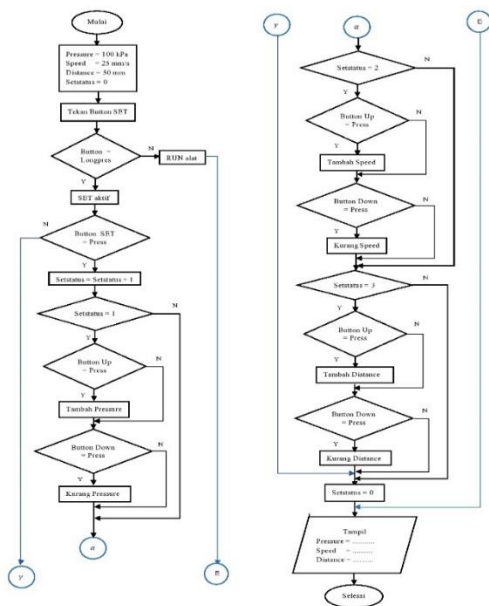 Mulai
Pressure = 100 kPa
Speed = 25 mm/s
Distance = 50 mm
Setstatus = 0
Tekan Button SET
Button =
Longpres
N
RUN alat
Y
SET aktif
N
Button SET
= Press
Y
Setstatus = Setstatus + 1
Setstatus = 1
N
Y
Button Up
= Press
N
Y
Tambah Pressure
Button Down
= Press
N
Y
Kurang Pressure
α
γ
γ
α
Setstatus = 2
N
Y
Button Up
= Press
N
Y
Tambah Speed
Button Down
= Press
N
Y
Kurang Speed
Setstatus = 3
N
Y
Button Up
= Press
N
Y
Tambah Distance
Button Down
= Press
N
Y
Kurang Distance
Setstatus = 0
Tampil
Pressure = ..........
Speed = ..........
Distance = ..........
Selesai